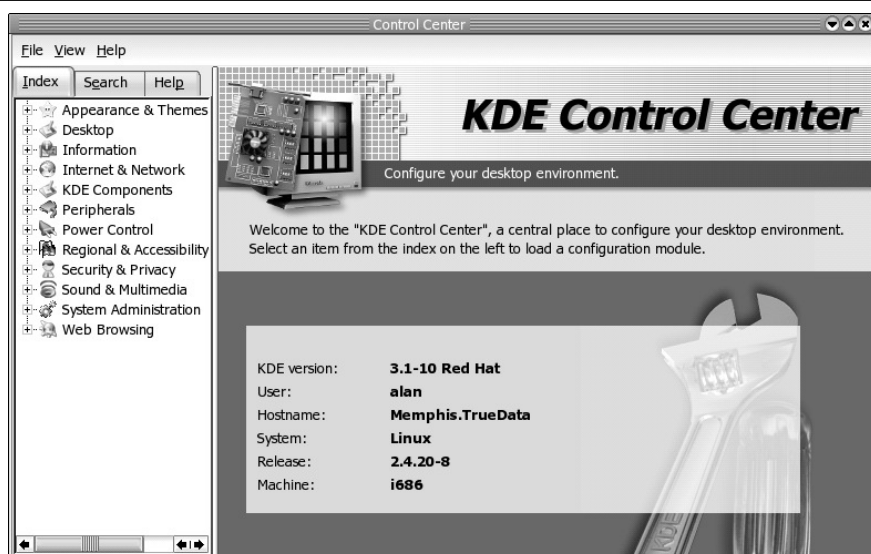 Control Center
File View Help
Index Search Help
Appearance & Themes
Desktop
Information
Internet & Network
KDE Components
Peripherals
Power Control
Regional & Accessibility
Security & Privacy
Sound & Multimedia
System Administration
Web Browsing
KDE Control Center
Configure your desktop environment.
Welcome to the "KDE Control Center", a central place to configure your desktop environment.
Select an item from the index on the left to load a configuration module.
KDE version: 3.1-10 Red Hat
User: alan
Hostname: Memphis.TrueData
System: Linux
Release: 2.4.20-8
Machine: i686
KDE